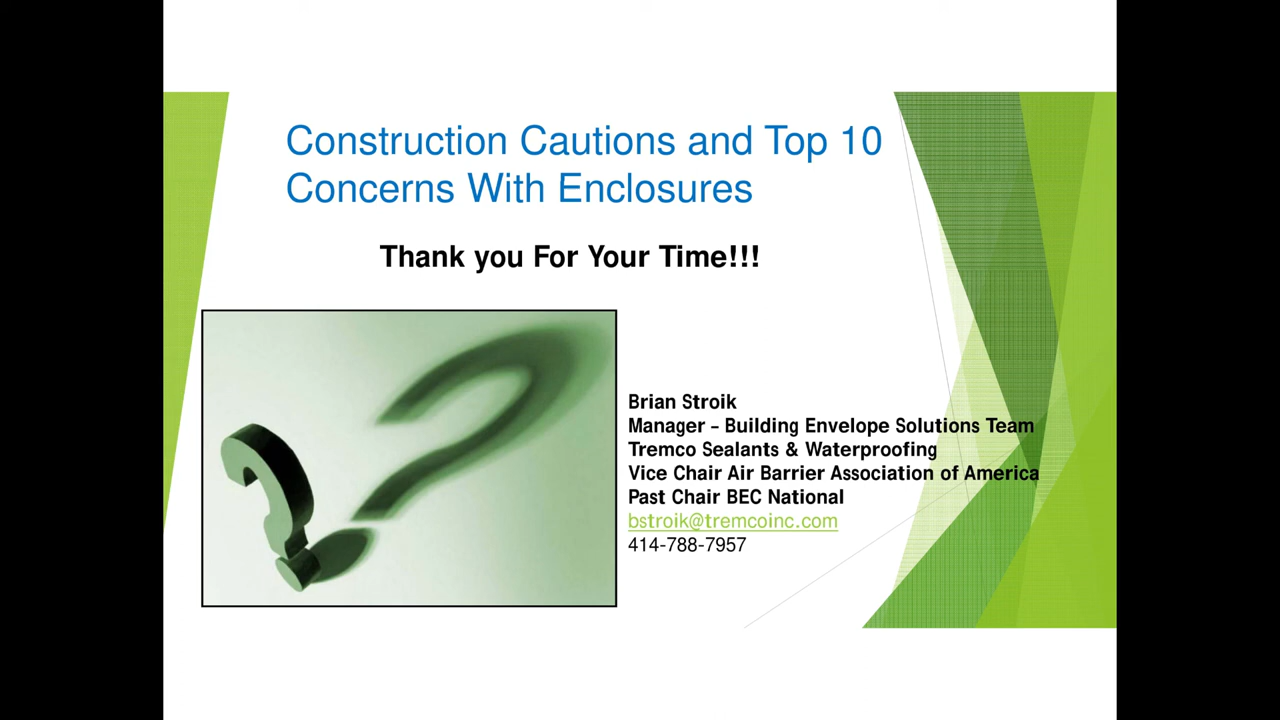 Construction Cautions and Top 10
Concerns With Enclosures
Thank you For Your Time!!!
Brian Stroik
Manager – Building Envelope Solutions Team
Tremco Sealants & Waterproofing
Vice Chair Air Barrier Association of America
Past Chair BEC National
bstroik@tremcoinc.com
414-788-7957